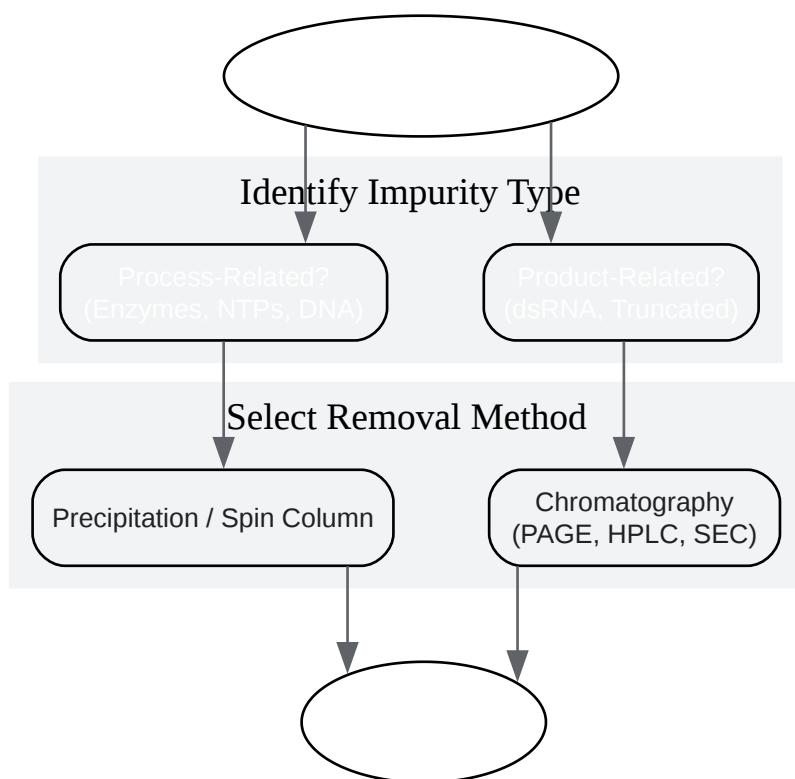 Identify Impurity Type
Process-Related?
(Enzymes, NTPs, DNA)
Product-Related?
(dsRNA, Truncated)
Select Removal Method
Precipitation / Spin Column
Chromatography
(PAGE, HPLC, SEC)